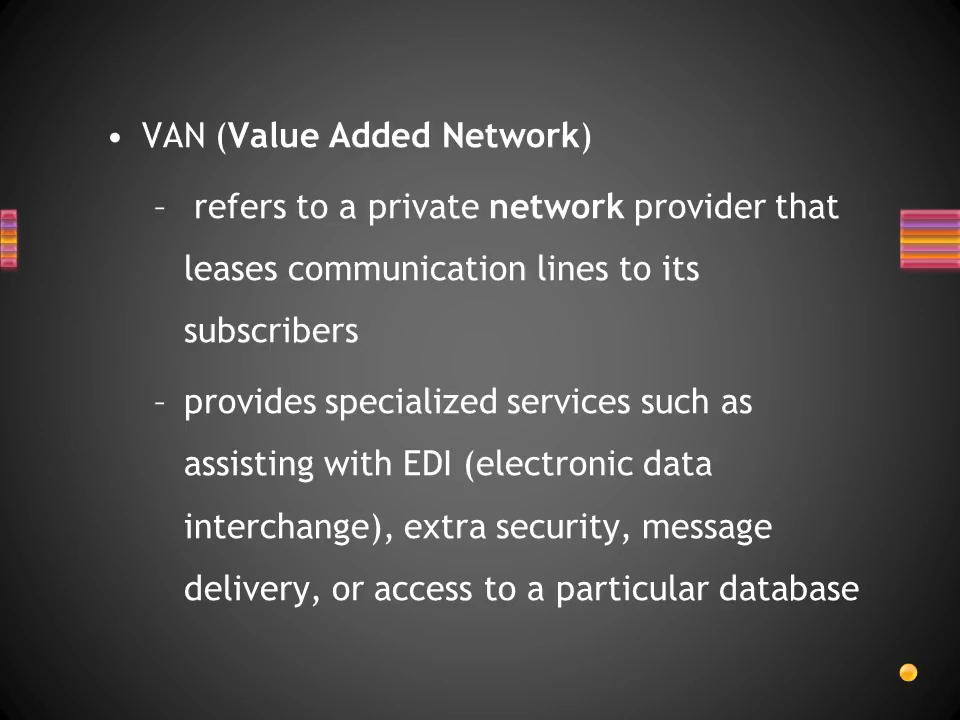 • VAN (Value Added Network)
– refers to a private network provider that
leases communication lines to its
subscribers
– provides specialized services such as
assisting with EDI (electronic data
interchange), extra security, message
delivery, or access to a particular database